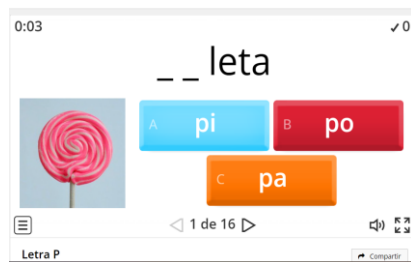 0:03 ✓ 0
_ _ leta
A pi B po
C pa
1 de 16
Letra P Compartir